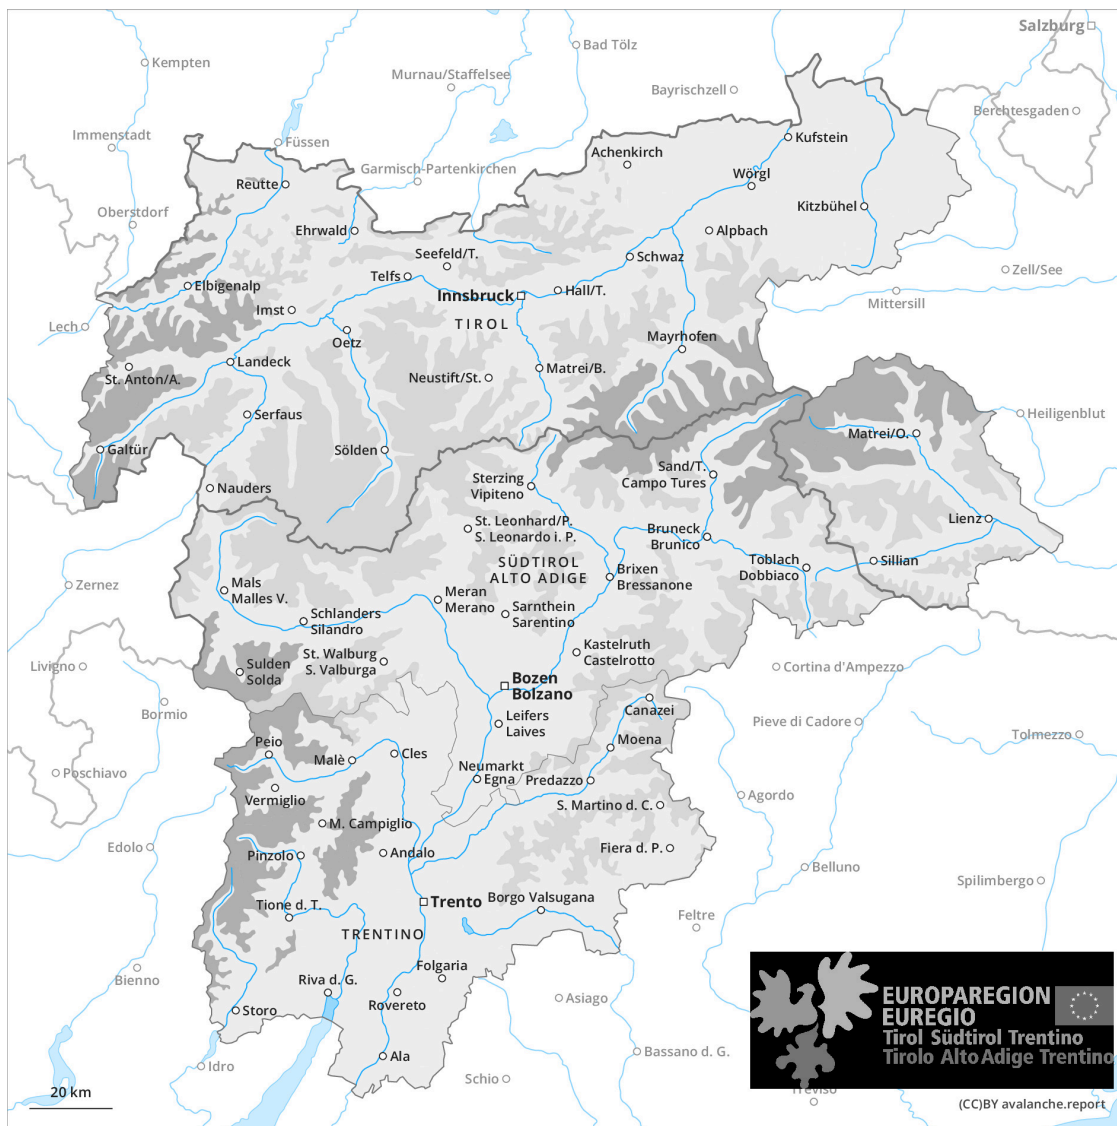 Salzburg
Kempten
Bad Tölz
Murnau/Staffelsee
Bayrischzell
Berchtesgaden
Immenstadt
Füssen
Kufstein
Achenkirch
Garmisch-Partenkirchen
Wörgl
Reutte
Oberstdorf
Kitzbühel
Ehrwald
Alpbach
Seefeld/T.
Schwaz
Telfs
Zell/See
Elbigenalp
Hall/T.
Innsbruck
Mittersill
Imst
TIROL
Lech
Oetz
Mayrhofen
Landeck
Matrei/B.
St. Anton/A.
Neustift/St.
Serfaus
Heiligenblut
Matrei/O.
Galtür
Sölden
Sand/T.
Campo Tures
Sterzing
Vipiteno
Nauders
Lienz
St. Leonhard/P.
S. Leonardo i. P.
Bruneck
Brunico
SÜDTIROL
ALTO ADIGE
Toblach
Dobbiaco
Sillian
Brixen
Bressanone
Zernez
Mals
Malles V.
Meran
Merano
Schlanders
Silandro
Sarnthein
Sarentino
Kastelruth
Castelrotto
St. Walburg
S. Valburga
Livigno
Sulden
Solda
Cortina d'Ampezzo
Bozen
Bolzano
Bormio
Canazei
Leifers
Laives
Pieve di Cadore
Tolmezzo
Peio
Moena
Malè
Cles
Poschiavo
Neumarkt
Egna
Predazzo
Vermiglio
Agordo
S. Martino d. C.
M. Campiglio
Edolo
Pinzolo
Andalo
Fiera d. P.
Belluno
Spilimbergo
Trento
Borgo Valsugana
Tione d. T.
Feltre
TRENTINO
Folgaria
Bienno
Riva d. G.
Rovereto
Asiago
Storo
EUROPAREGION
EUREGIO
Tirol Südtirol Trentino
Tirolo Alto Adige Trentino
Ala
Bassano d. G.
Idro
Schio
Treviso
20 km
(CC)BY avalanche.report